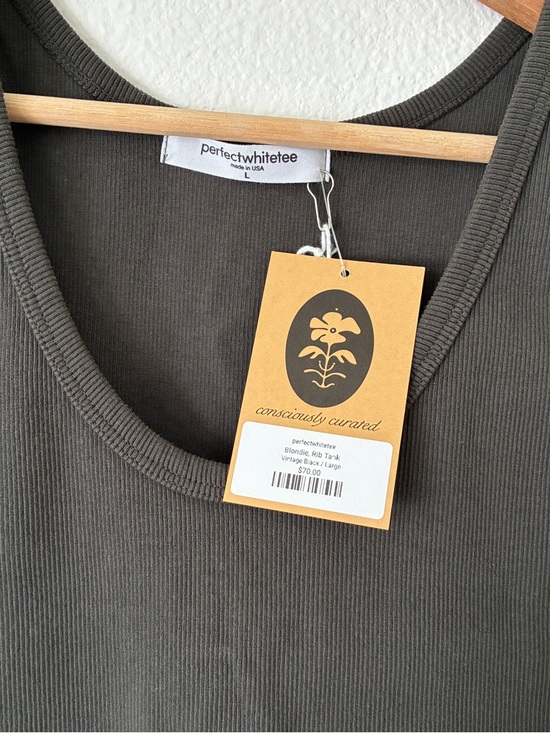 perfectwhitetee
made in USA
L
consciously curated
perfectwhitetee
Blondie, Rib Tank
Vintage Black / Large
$70.00